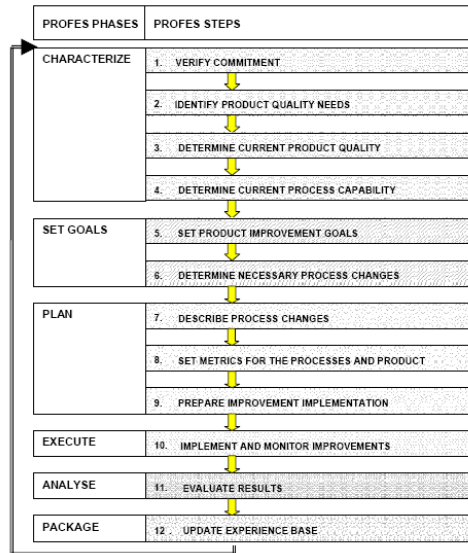 PROFES PHASES PROFES STEPS
CHARACTERIZE
1. VERIFY COMMITMENT
2. IDENTIFY PRODUCT QUALITY NEEDS
3. DETERMINE CURRENT PRODUCT QUALITY
4. DETERMINE CURRENT PROCESS CAPABILITY
SET GOALS
5. SET PRODUCT IMPROVEMENT GOALS
6. DETERMINE NECESSARY PROCESS CHANGES
PLAN
7. DESCRIBE PROCESS CHANGES
8. SET METRICS FOR THE PROCESSES AND PRODUCT
9. PREPARE IMPROVEMENT IMPLEMENTATION
EXECUTE
10. IMPLEMENT AND MONITOR IMPROVEMENTS
ANALYSE
11. EVALUATE RESULTS
PACKAGE
12 . UPDATE EXPERIENCE BASE